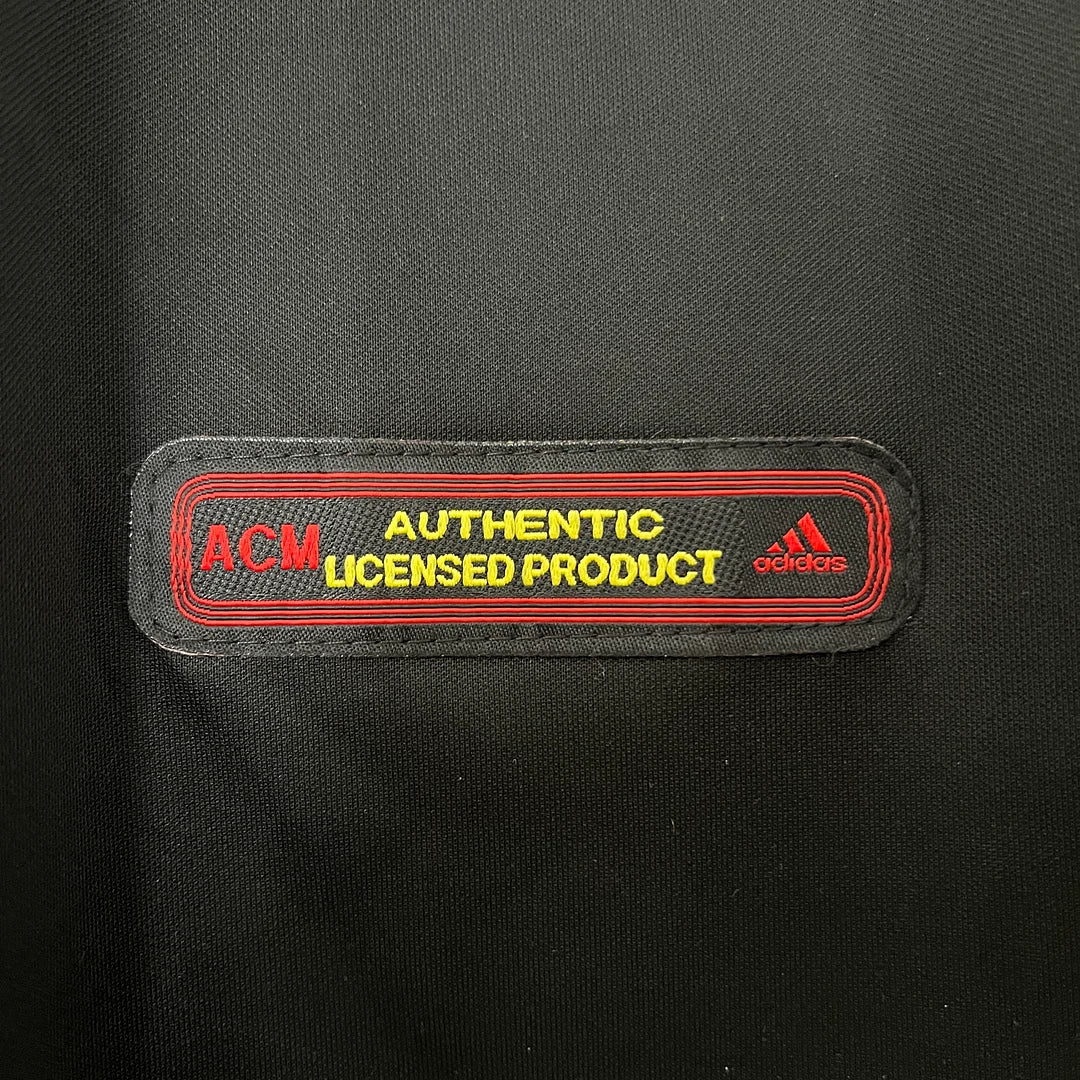 ACM
AUTHENTIC
LICENSED PRODUCT
adidas